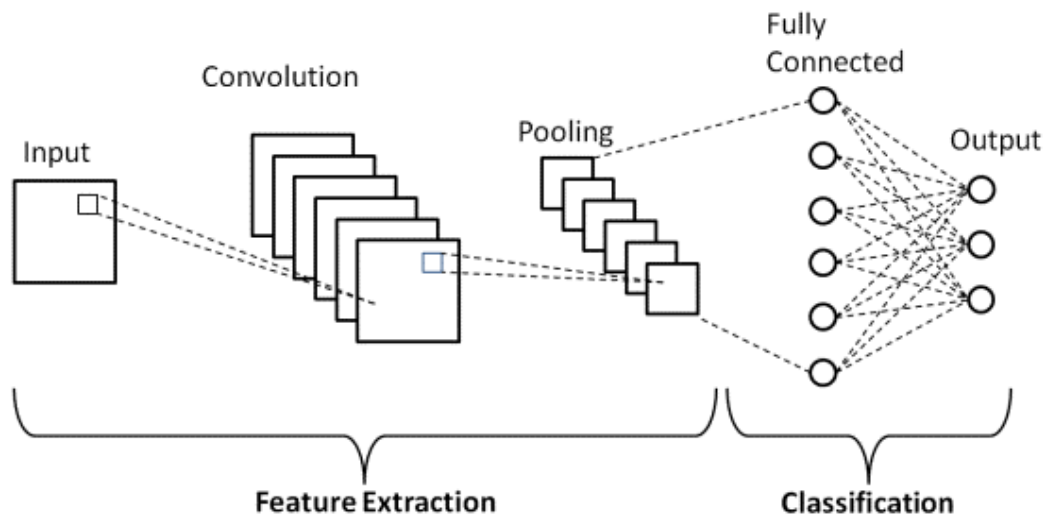 Input
Convolution
Pooling
Fully
Connected
Output
Feature Extraction
Classification